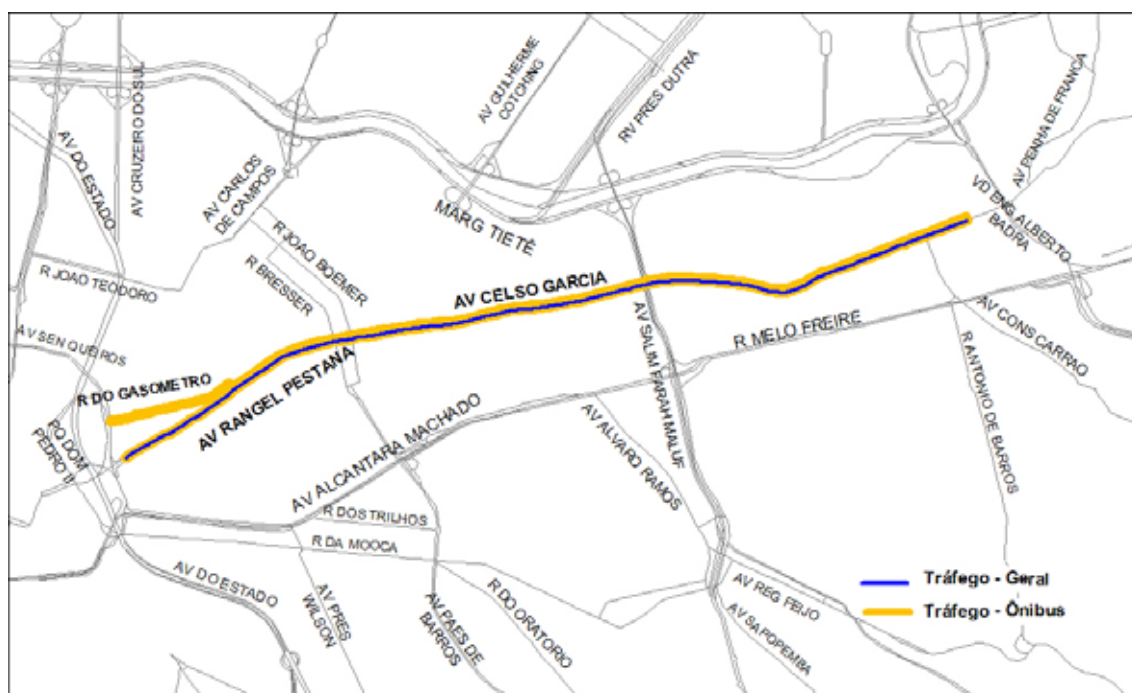 AV CRUZEIRO DO SUL
AV DO ESTADO
AV GUILHERME
COTCHING
RV PRES DUTRA
AV PENHA DE FRANCA
AV CARLOS
DE CAMPOS
MARG TIETÊ
VD ENG ALBERTO
BADRA
R JOAO BOEMER
R BRESSER
R JOAO TEODORO
AV CELSO GARCIA
AV SEN QUEIROS
R DO GASOMETRO
AV RANGEL PESTANA
AV SALIM FARAH MALUF
R MELO FREIRE
AV CONS CARRAO
R ANTONIO DE BARROS
PQ DOM
PEDRO II
AV ALCANTARA MACHADO
AV ALVARO RAMOS
R DOS TRILHOS
R DA MOOCA
AV DO ESTADO
AV PRES
WILSON
AV PAES DE
BARROS
R DO ORATORIO
AV REG FEIJO
AV SAPOPEMBA
Tráfego - Geral
Tráfego - Ônibus